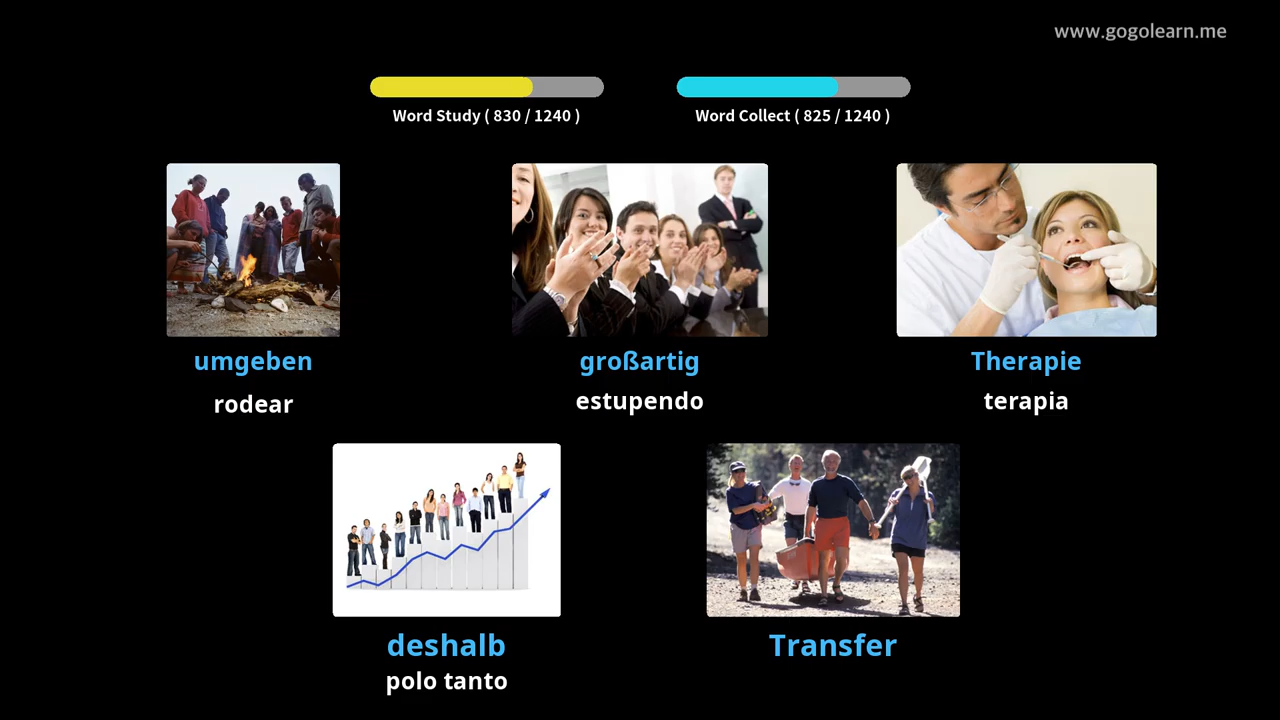 www.gogolearn.me
Word Study ( 830 / 1240 )
Word Collect ( 825 / 1240 )
umgeben
rodear
großartig
estupendo
Therapie
terapia
deshalb
polo tanto
Transfer